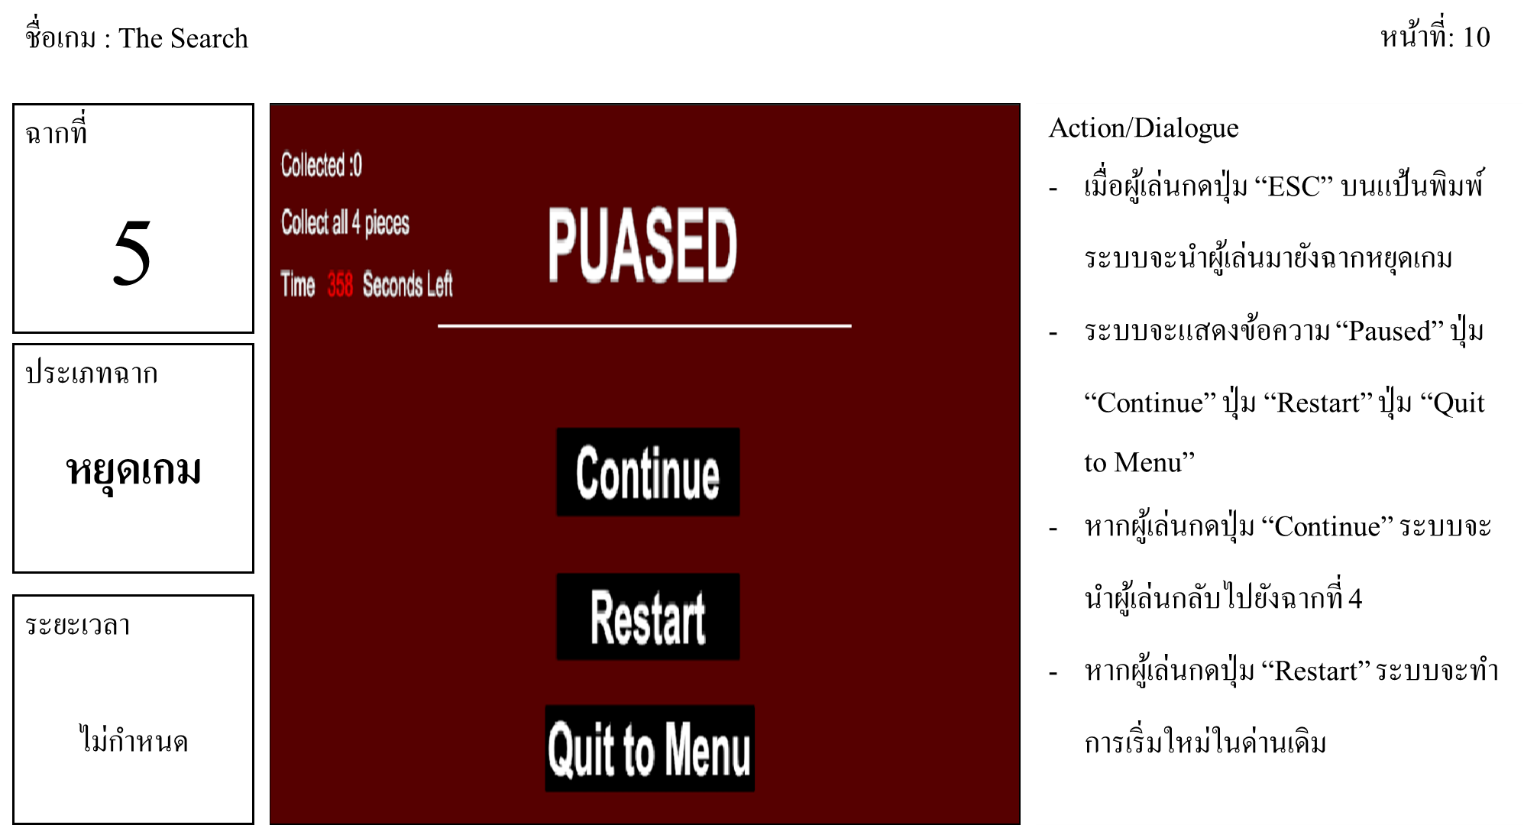 ชื่อเกม : The Search
หน้าที่: 10
ฉากที่
5
ประเภทฉาก
หยุดเกม
ระยะเวลา
ไม่กำหนด
Collected :0
Collect all 4 pieces
Time 358 Seconds Left
PUASED
Continue
Restart
Quit to Menu
Action/Dialogue
- เมื่อผู้เล่นกดปุ่ม “ESC” บนแป้นพิมพ์
ระบบจะนำผู้เล่นมายังฉากหยุดเกม
- ระบบจะแสดงข้อความ “Paused” ปุ่ม
“Continue” ปุ่ม “Restart” ปุ่ม “Quit
to Menu”
- หากผู้เล่นกดปุ่ม “Continue” ระบบจะ
นำผู้เล่นกลับไปยังฉากที่ 4
- หากผู้เล่นกดปุ่ม “Restart” ระบบจะทำ
การเริ่มใหม่ในด่านเดิม